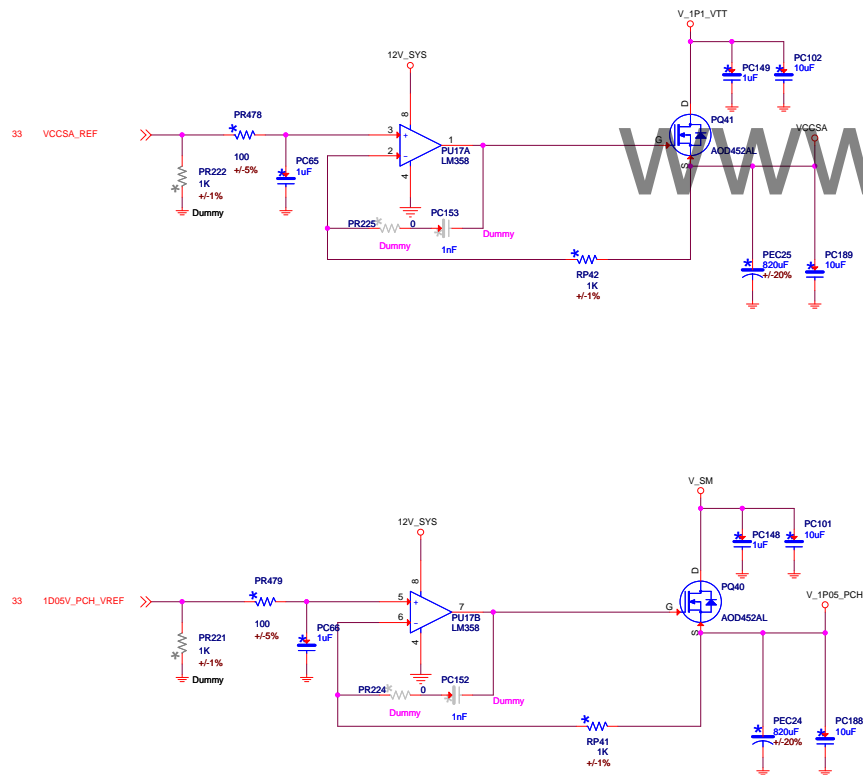 V_1P1_VTT
12V_SYS
PC149
1uF
PC102
10uF
D
PQ41
G
S
AOD452AL
VCCSA
WWW
33 VCCSA_REF
PR478
100
+/-5%
PR222
1K
+/-1%
Dummy
PC65
1uF
8
3
2
+
-
1
4
PU17A
LM358
PR225
0
Dummy
PC153
1nF
Dummy
RP42
1K
+/-1%
PEC25
820uF
+/-20%
PC189
10uF
V_SM
12V_SYS
PC148
1uF
PC101
10uF
D
PQ40
G
S
AOD452AL
V_1P05_PCH
33 1D05V_PCH_VREF
PR479
100
+/-5%
PR221
1K
+/-1%
Dummy
PC66
1uF
8
5
6
+
-
7
4
PU17B
LM358
PR224
0
Dummy
PC152
1nF
Dummy
RP41
1K
+/-1%
PEC24
820uF
+/-20%
PC188
10uF